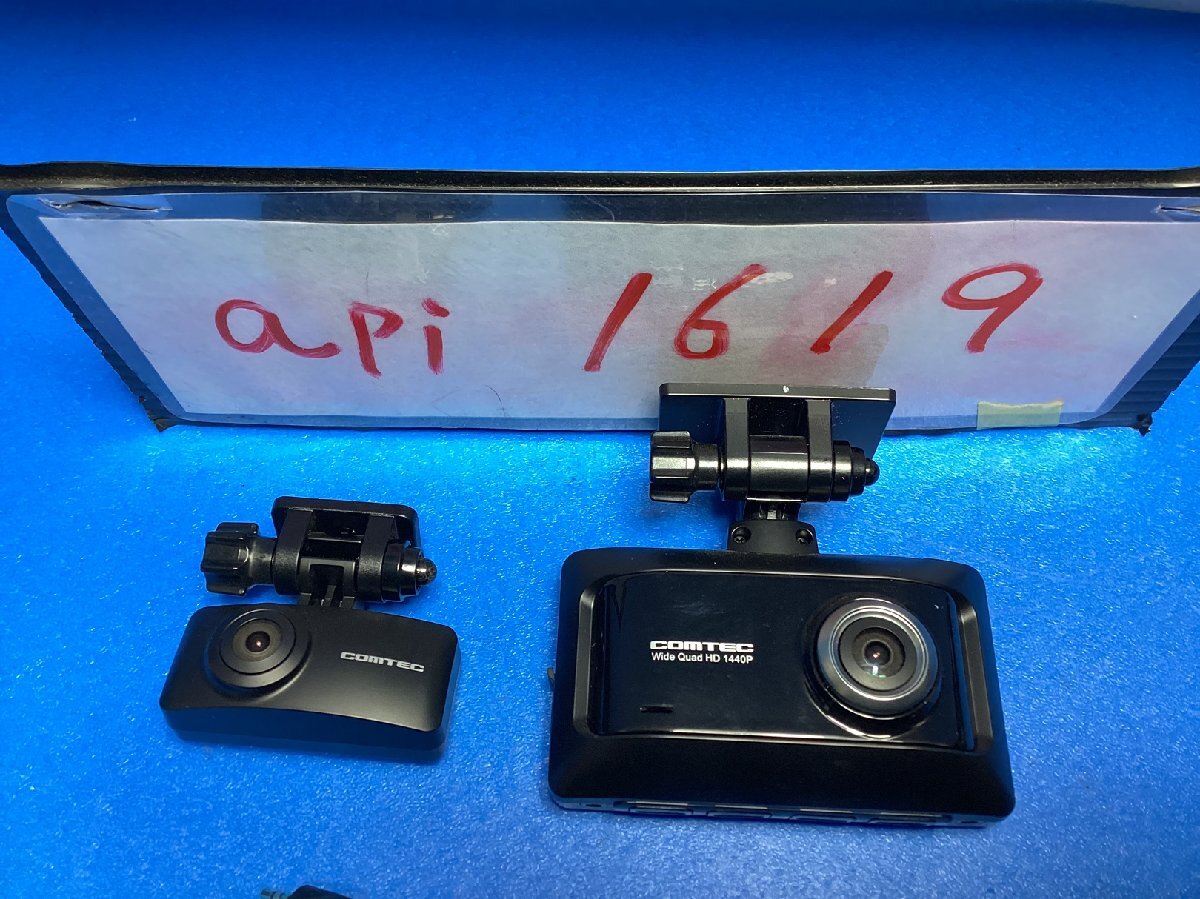 api 1619
COMTEC
COMTEC
Wide Quad HD 1440P